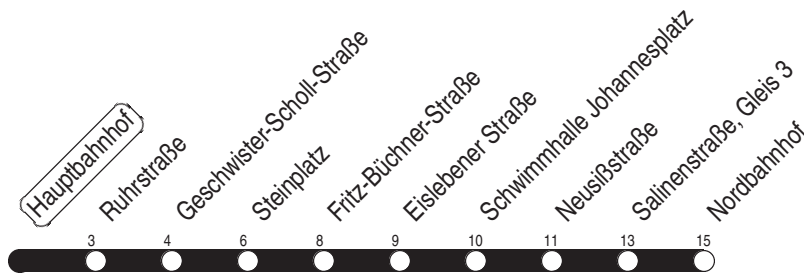 Hauptbahnhof
Ruhrstraße
Geschwister-Scholl-Straße
Steinplatz
Fritz-Büchner-Straße
Eislebener Straße
Schwimmhalle Johannesplatz
Neusißstraße
Salinenstraße, Gleis 3
Nordbahnhof
3 4 6 8 9 10 11 13 15